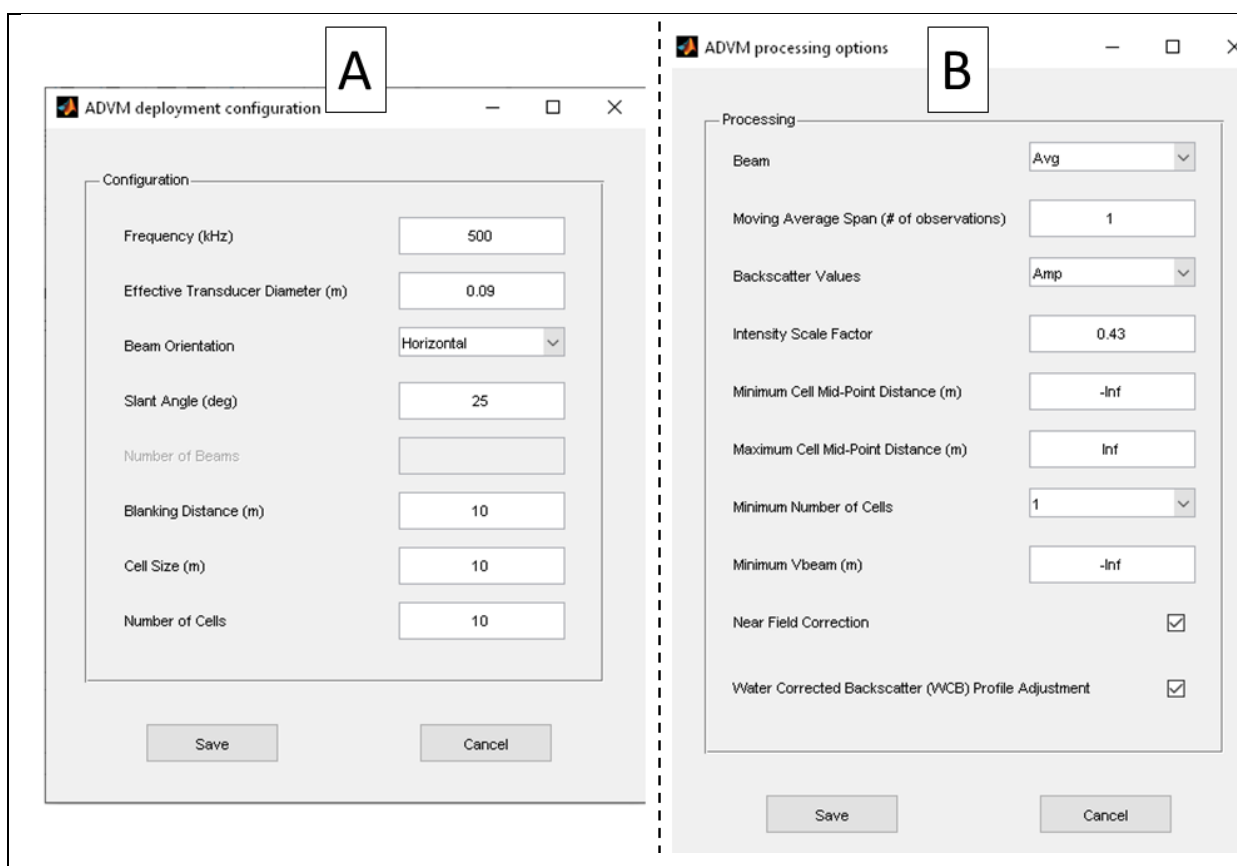 A
ADVM deployment configuration
Configuration
Frequency (kHz) 500
Effective Transducer Diameter (m) 0.09
Beam Orientation Horizontal
Slant Angle (deg) 25
Number of Beams
Blanking Distance (m) 10
Cell Size (m) 10
Number of Cells 10
Save Cancel
B
ADVM processing options
Processing
Beam Avg
Moving Average Span (# of observations) 1
Backscatter Values Amp
Intensity Scale Factor 0.43
Minimum Cell Mid-Point Distance (m) -Inf
Maximum Cell Mid-Point Distance (m) Inf
Minimum Number of Cells 1
Minimum Vbeam (m) -Inf
Near Field Correction
Water Corrected Backscatter (WCB) Profile Adjustment
Save Cancel